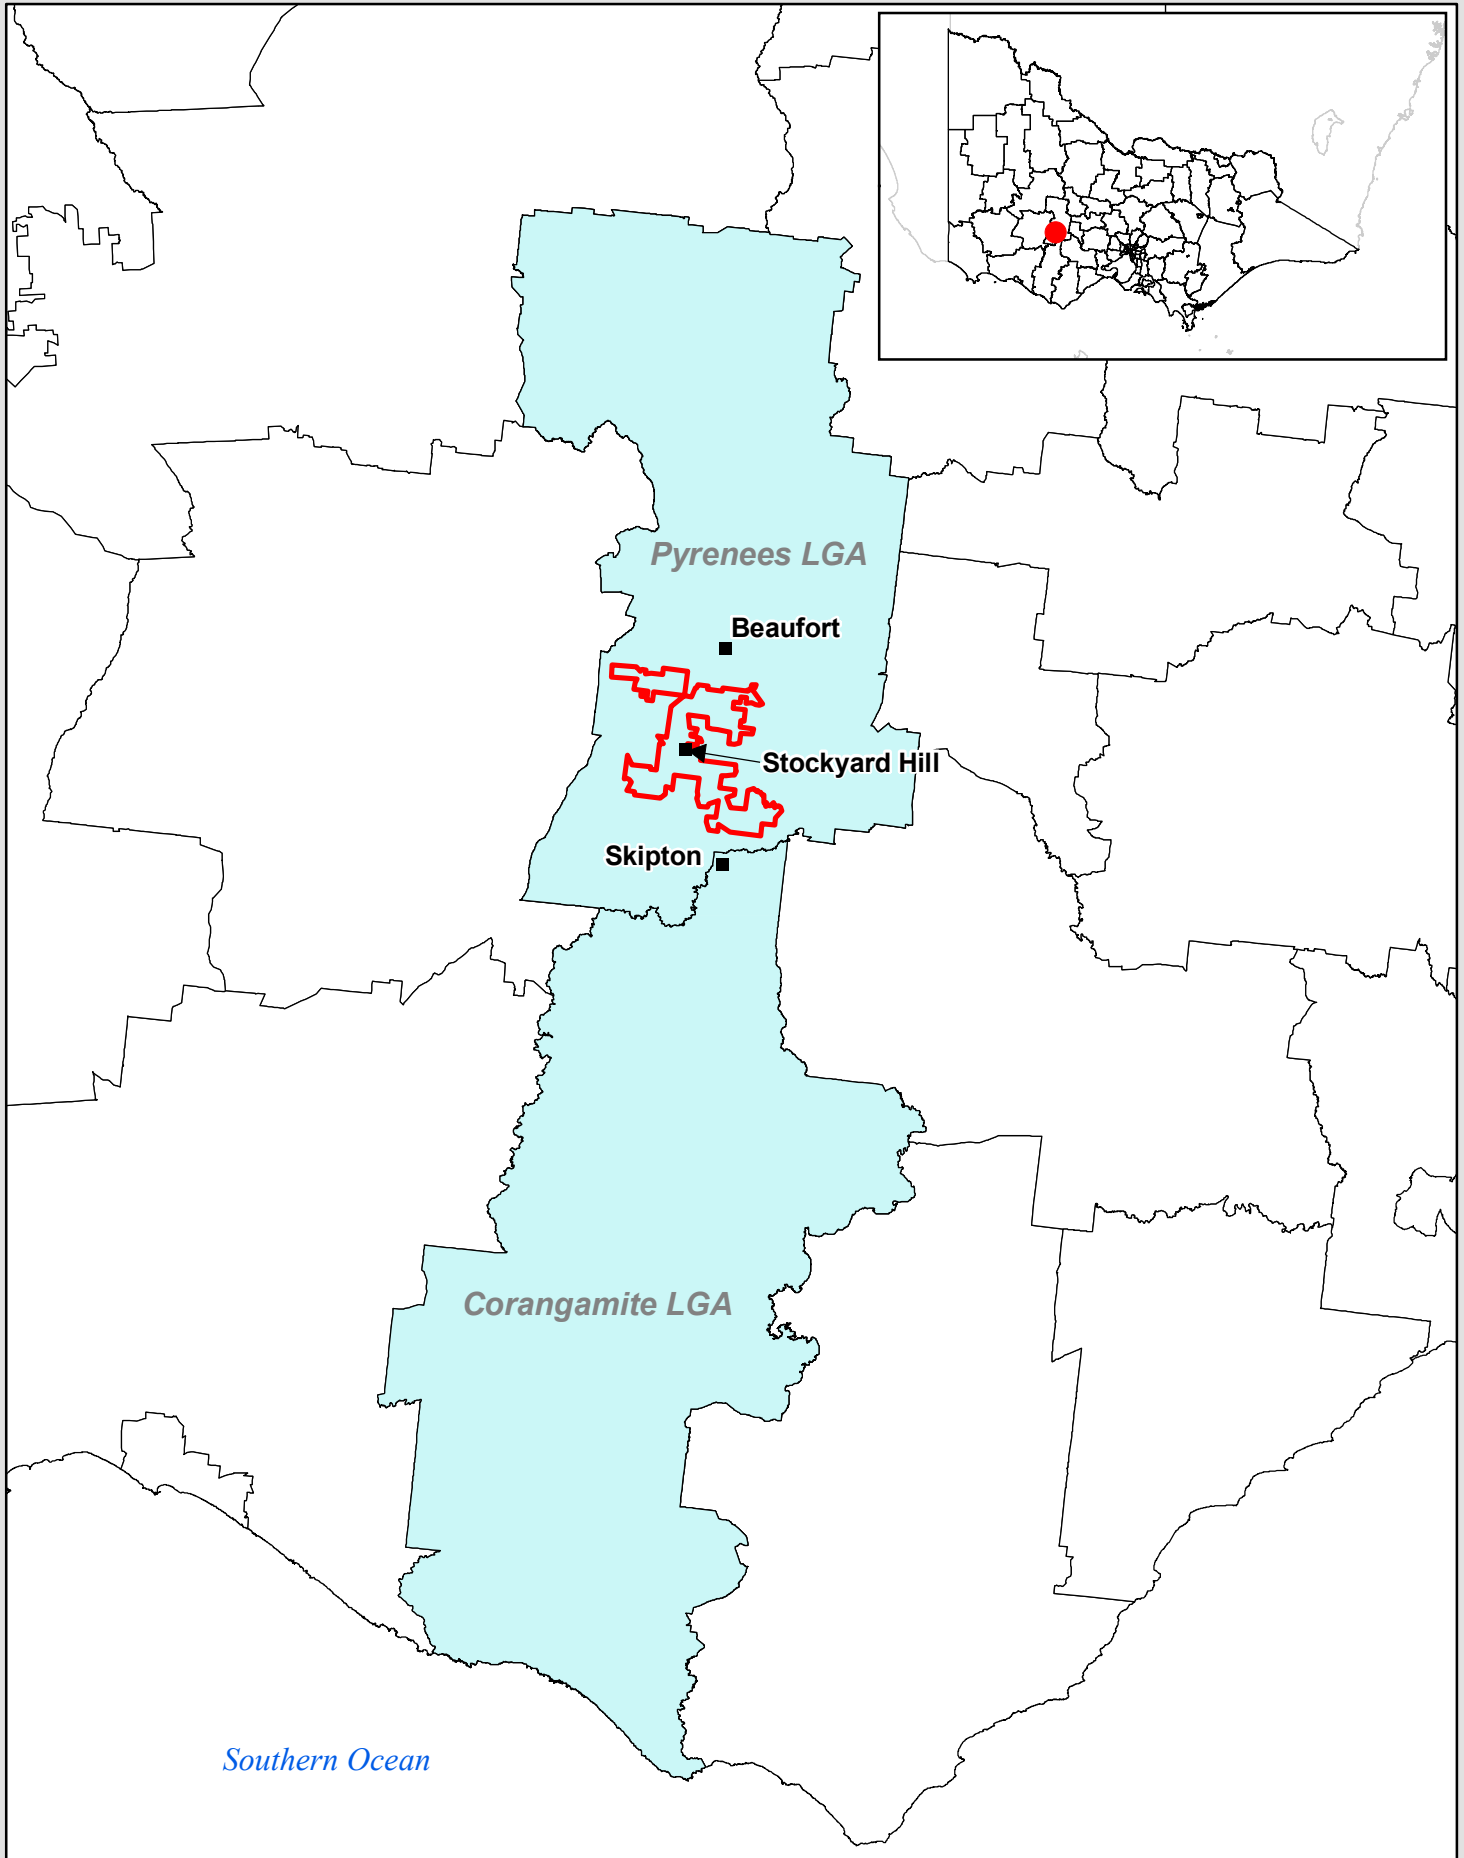 Pyrenees LGA
Beaufort
Stockyard Hill
Skipton
Corangamite LGA
Southern Ocean